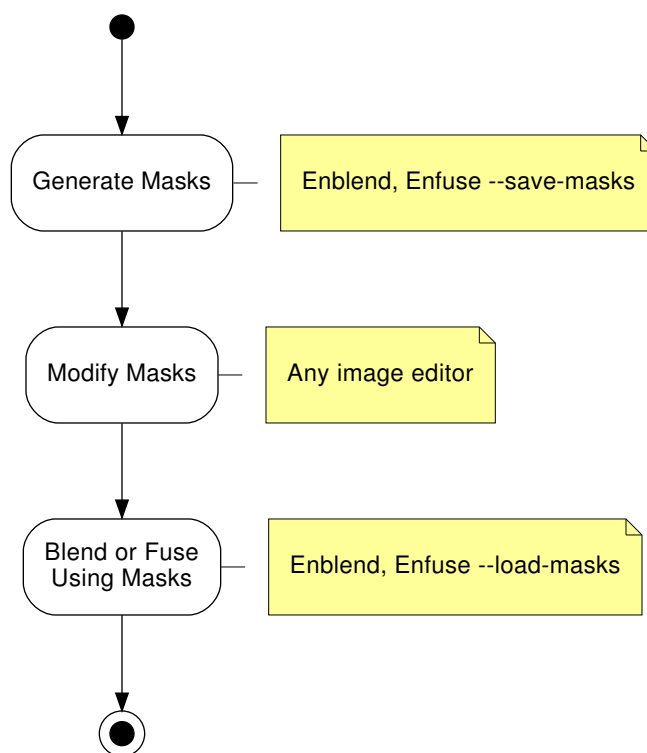 Generate Masks
Enblend, Enfuse --save-masks
Modify Masks
Any image editor
Blend or Fuse
Using Masks
Enblend, Enfuse --load-masks